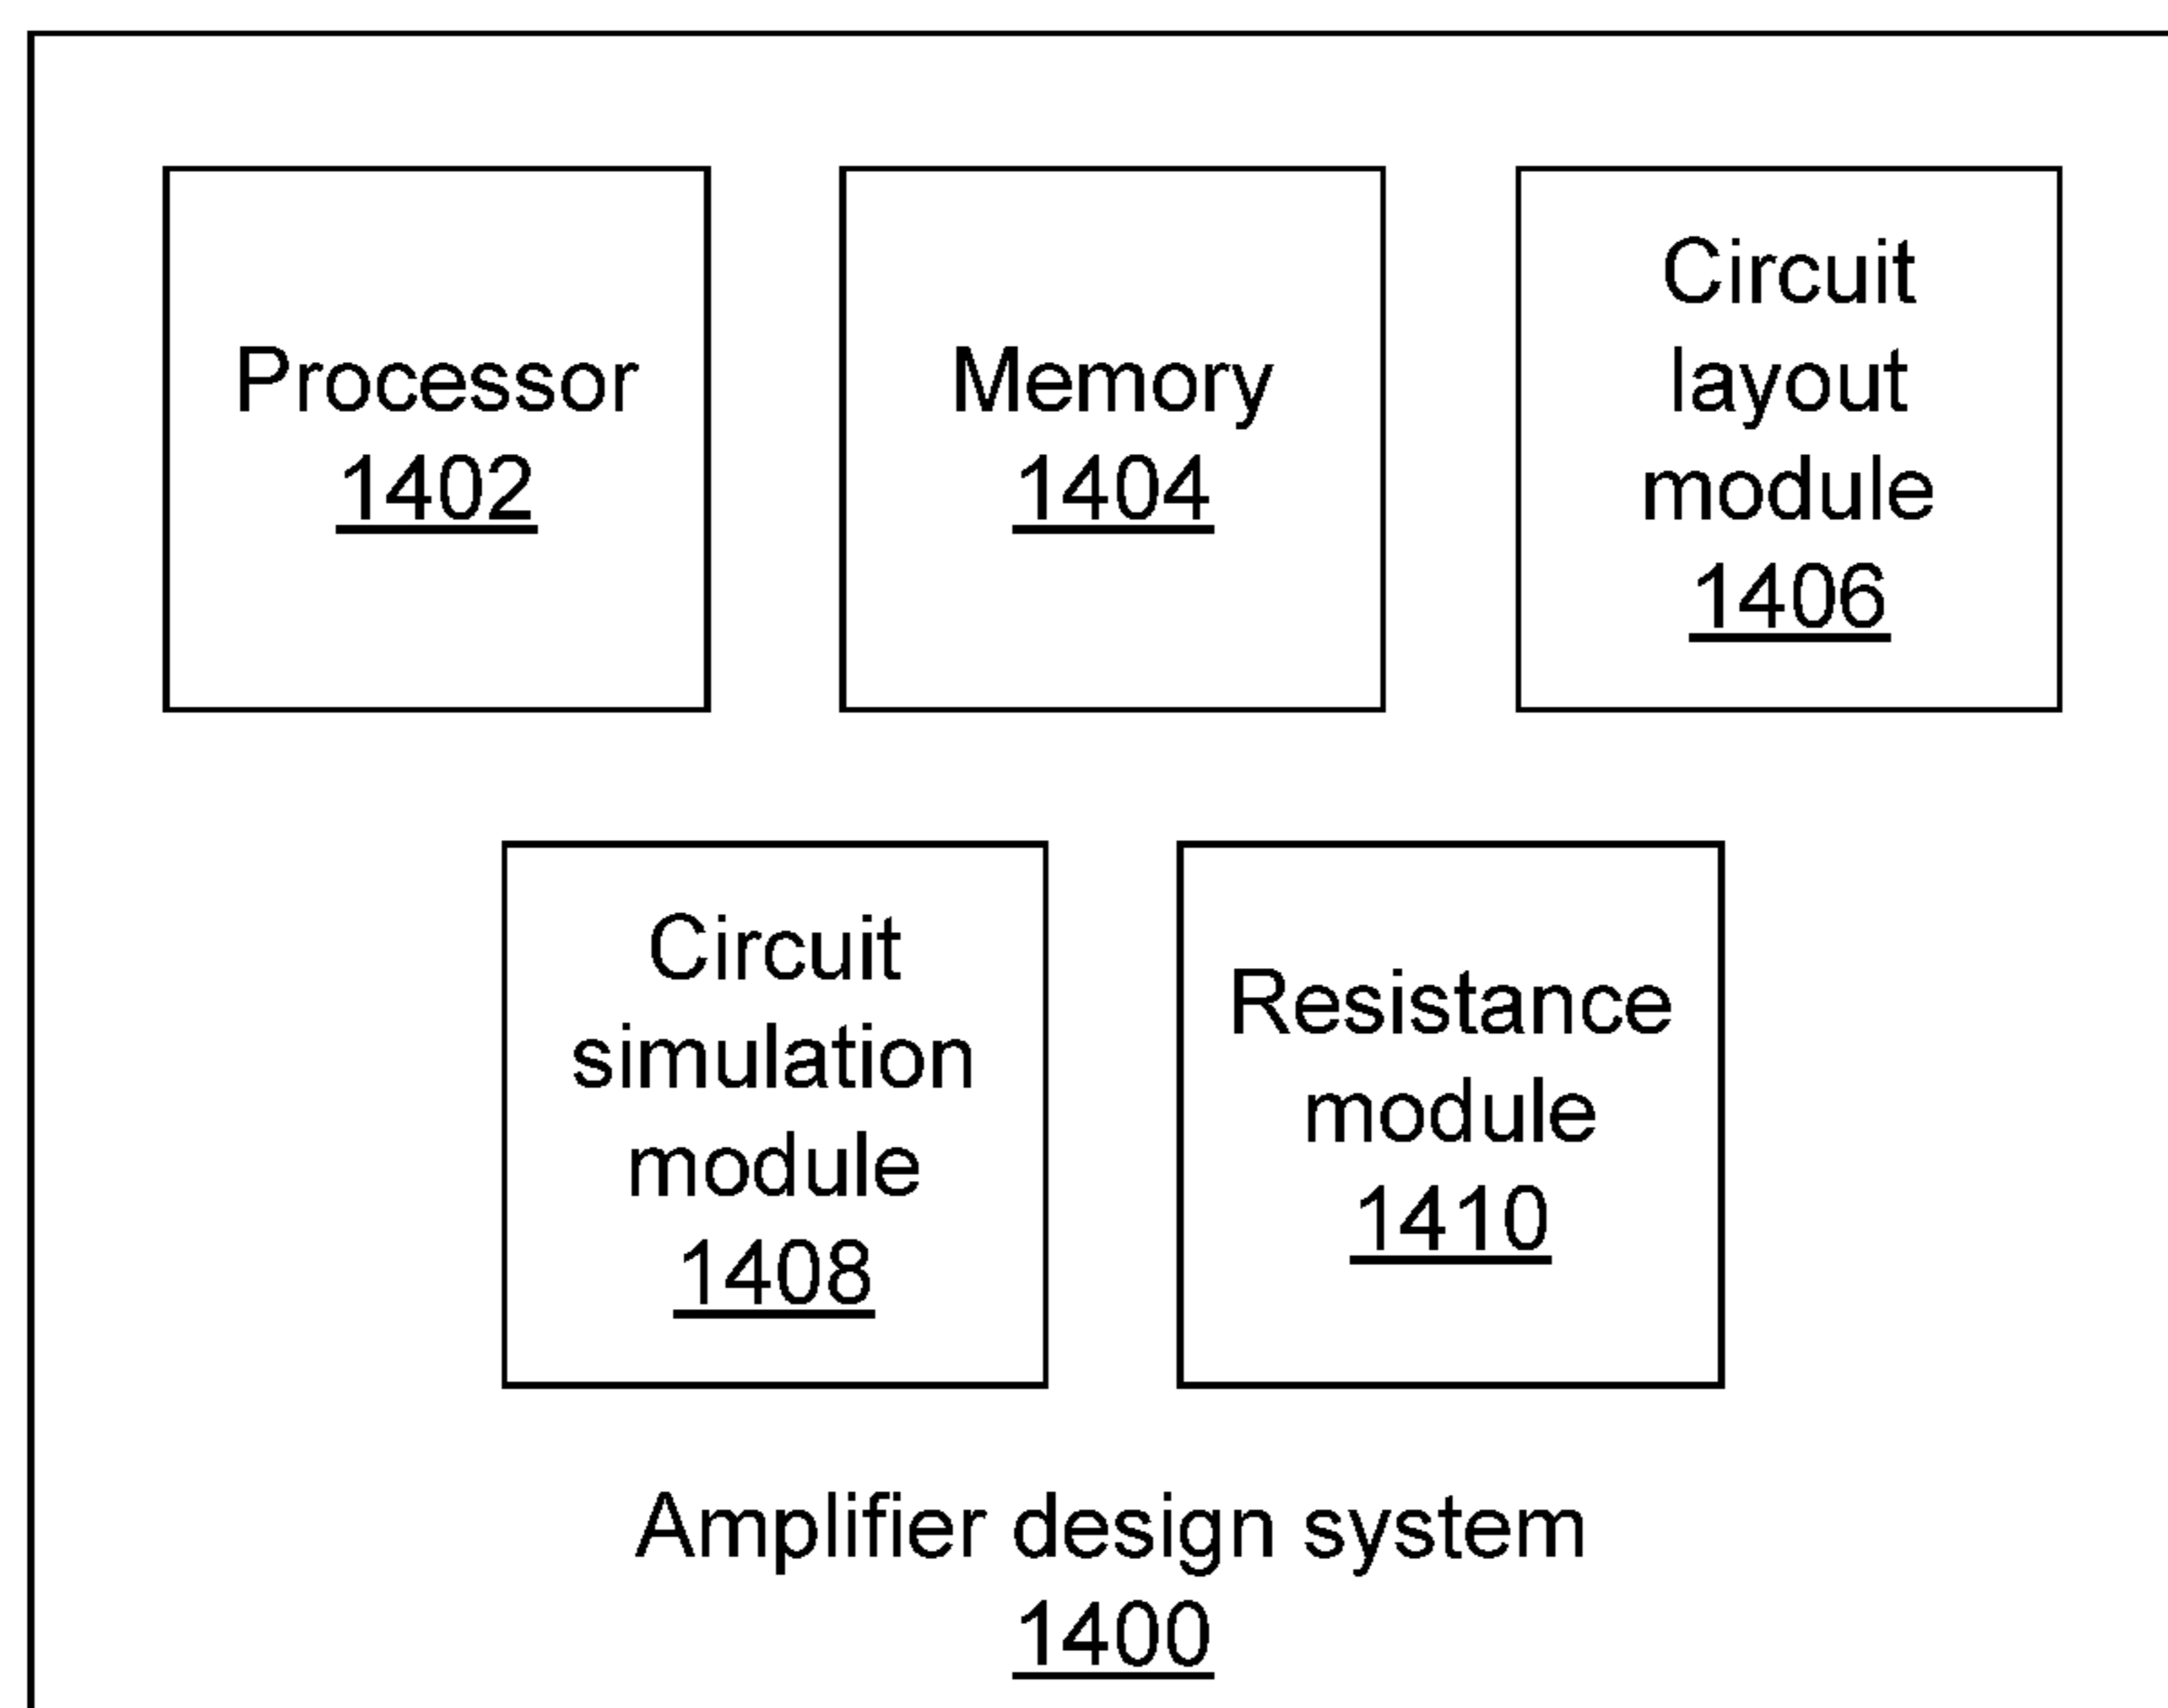 Processor
1402
Memory
1404
Circuit
layout
module
1406
Circuit
simulation
module
1408
Resistance
module
1410
Amplifier design system
1400